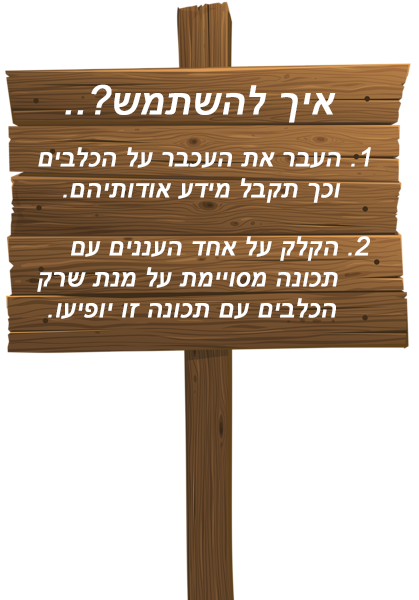 איך להשתמש?..
1. העבר את העכבר על הכלבים
וכך תקבל מידע אודותיהם.
2. הקלק על אחד העננים עם
תכונה מסויימת על מנת שרק
הכלבים עם תכונה זו יופיעו.